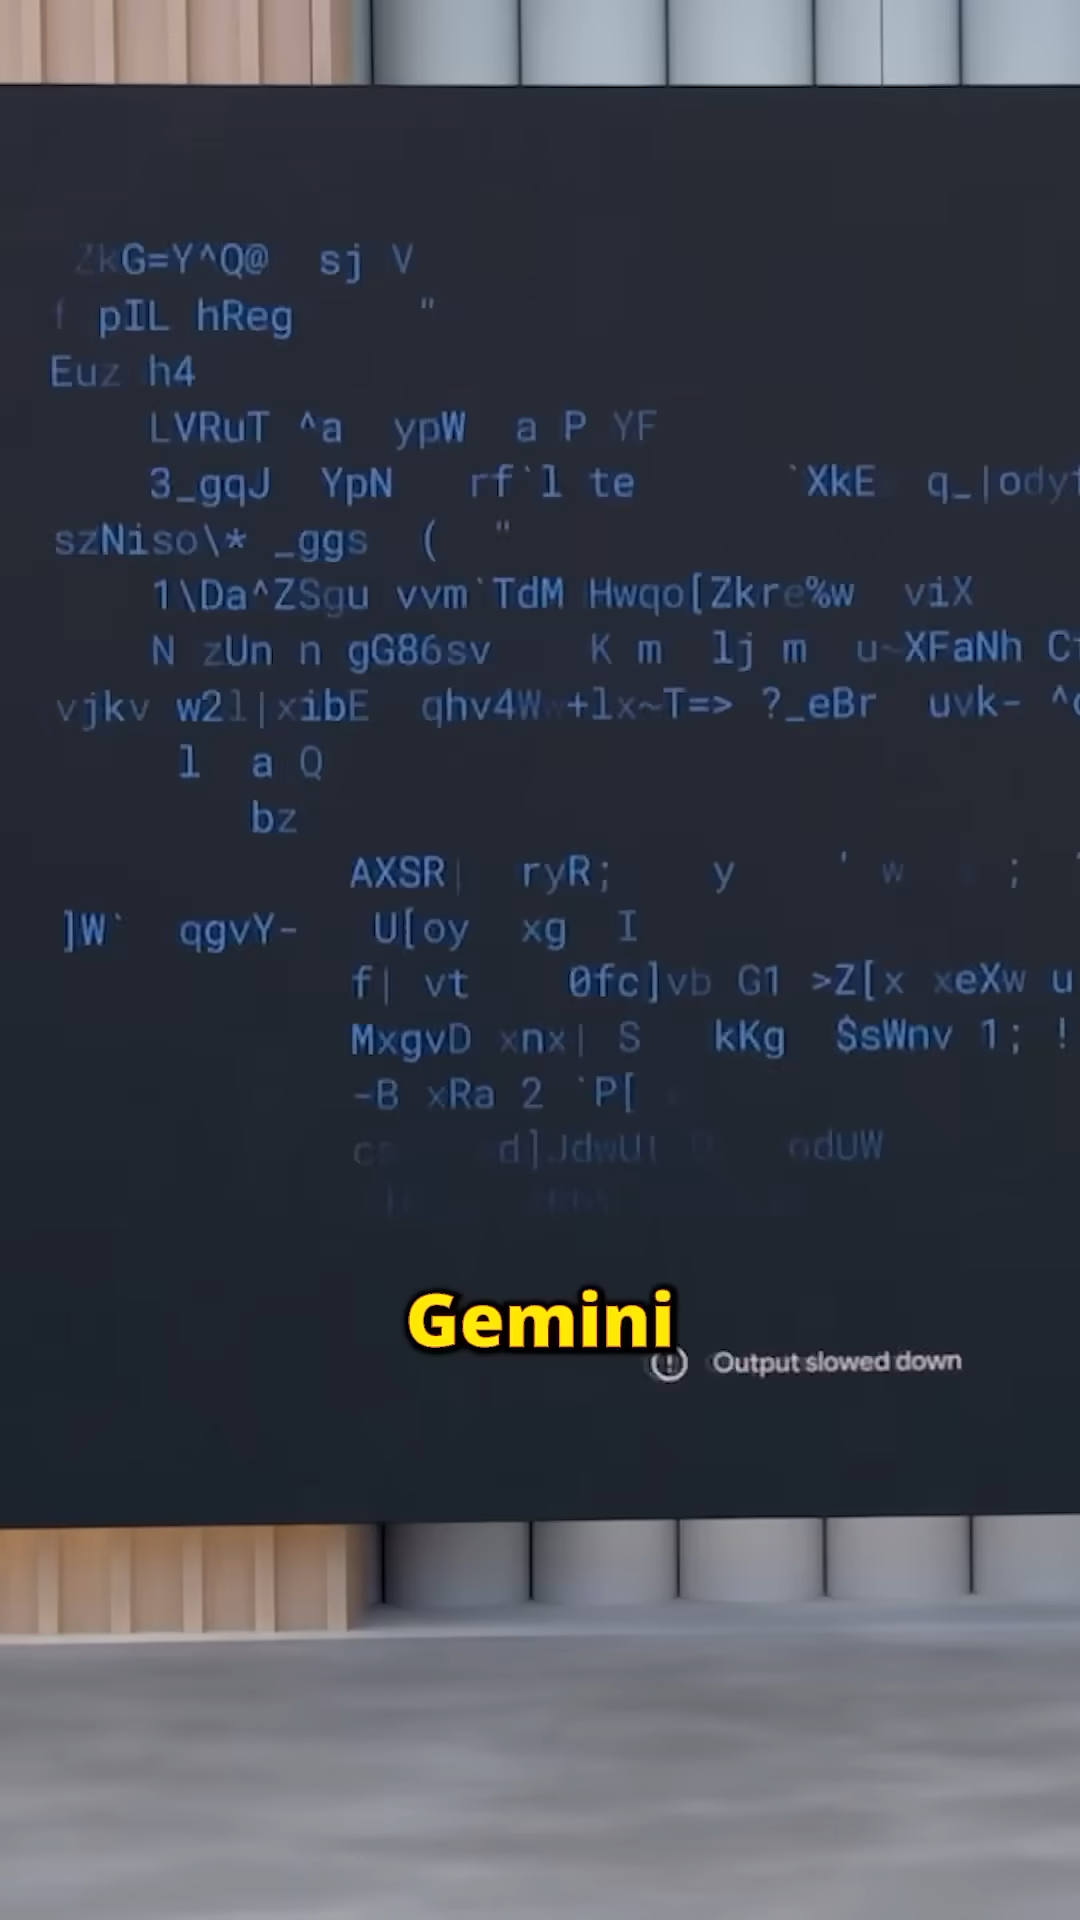 ZkG=Y^Q@ sj V
f pIL hReg "
Euz h4
LVRuT ^a ypW a P YF
3_gqJ YpN rf`l te `XkE q_|odyf
szNiso\* _ggs ( "
1\Da^ZSgu vvm`TdM Hwqo[Zkre%w viX
N zUn n gG86sv K m lj m u~XFaNh
vjkv w2l|xibE qhv4Ww+lx~T=> ?_eBr uvk-
l a Q
bz
AXSR| ryR; y ' w ;
]W` qgvY- U[oy xg I
f| vt 0fc]vb G1 >Z[x xeXw u
MxgvD xnx| S kKg $sWnv 1; !
-B xRa 2 `P[
odUW
Gemini
Output slowed down